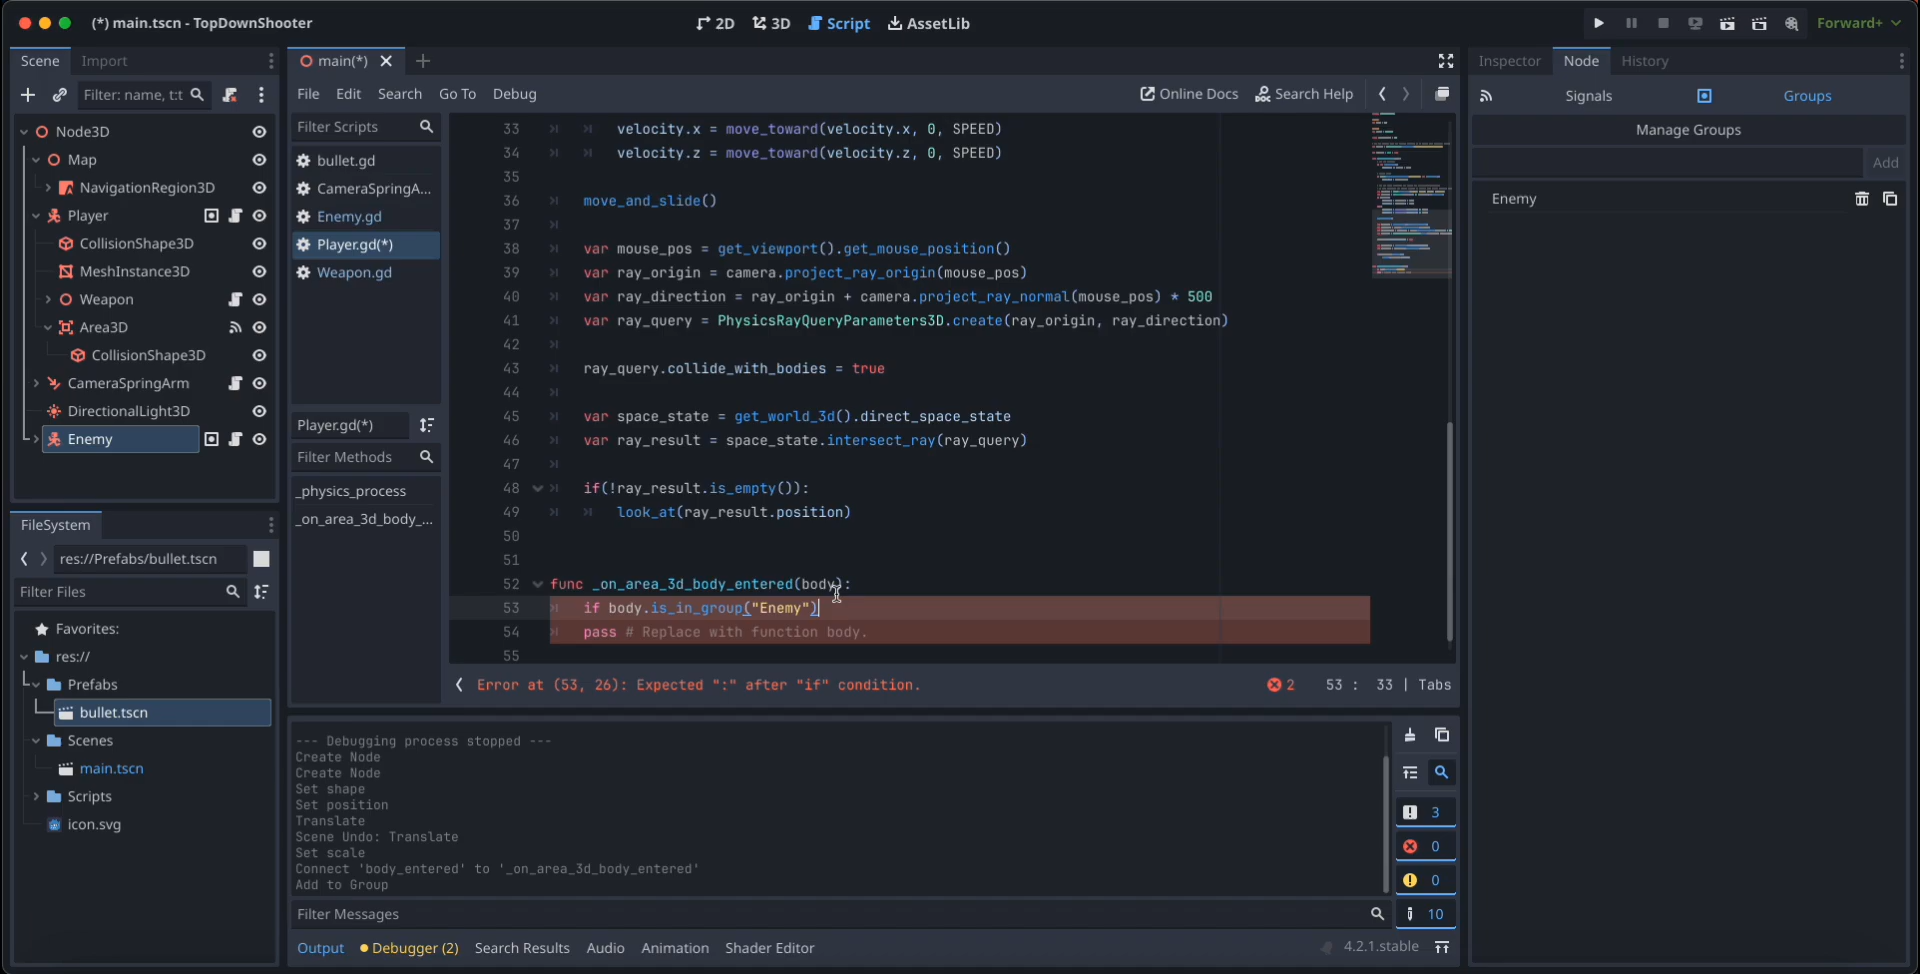 (*) main.tscn - TopDownShooter
2D
3D
Script
AssetLib
Forward+
Scene
Import
Filter: name, t:t
Node3D
Map
NavigationRegion3D
Player
CollisionShape3D
MeshInstance3D
Weapon
Area3D
CollisionShape3D
CameraSpringArm
DirectionalLight3D
Enemy
FileSystem
res://Prefabs/bullet.tscn
Filter Files
Favorites:
res://
Prefabs
bullet.tscn
Scenes
main.tscn
Scripts
icon.svg
main(*)
File Edit Search Go To Debug
Online Docs
Search Help
Filter Scripts
bullet.gd
CameraSpringA...
Enemy.gd
Player.gd(*)
Weapon.gd
Player.gd(*)
Filter Methods
_physics_process
_on_area_3d_body_...
33 velocity.x = move_toward(velocity.x, 0, SPEED)
34 velocity.z = move_toward(velocity.z, 0, SPEED)
35
36 move_and_slide()
37
38 var mouse_pos = get_viewport().get_mouse_position()
39 var ray_origin = camera.project_ray_origin(mouse_pos)
40 var ray_direction = ray_origin + camera.project_ray_normal(mouse_pos) * 500
41 var ray_query = PhysicsRayQueryParameters3D.create(ray_origin, ray_direction)
42
43 ray_query.collide_with_bodies = true
44
45 var space_state = get_world_3d().direct_space_state
46 var ray_result = space_state.intersect_ray(ray_query)
47
48 if(!ray_result.is_empty()):
49 look_at(ray_result.position)
50
51
52 func _on_area_3d_body_entered(body):
53 if body.is_in_group("Enemy")
54 pass # Replace with function body.
55
Error at (53, 26): Expected ":" after "if" condition.
2
53 : 33 | Tabs
--- Debugging process stopped ---
Create Node
Create Node
Set shape
Set position
Translate
Scene Undo: Translate
Set scale
Connect 'body_entered' to '_on_area_3d_body_entered'
Add to Group
3
0
0
10
Filter Messages
Output
Debugger (2)
Search Results
Audio
Animation
Shader Editor
4.2.1.stable
Inspector
Node
History
Signals
Groups
Manage Groups
Add
Enemy